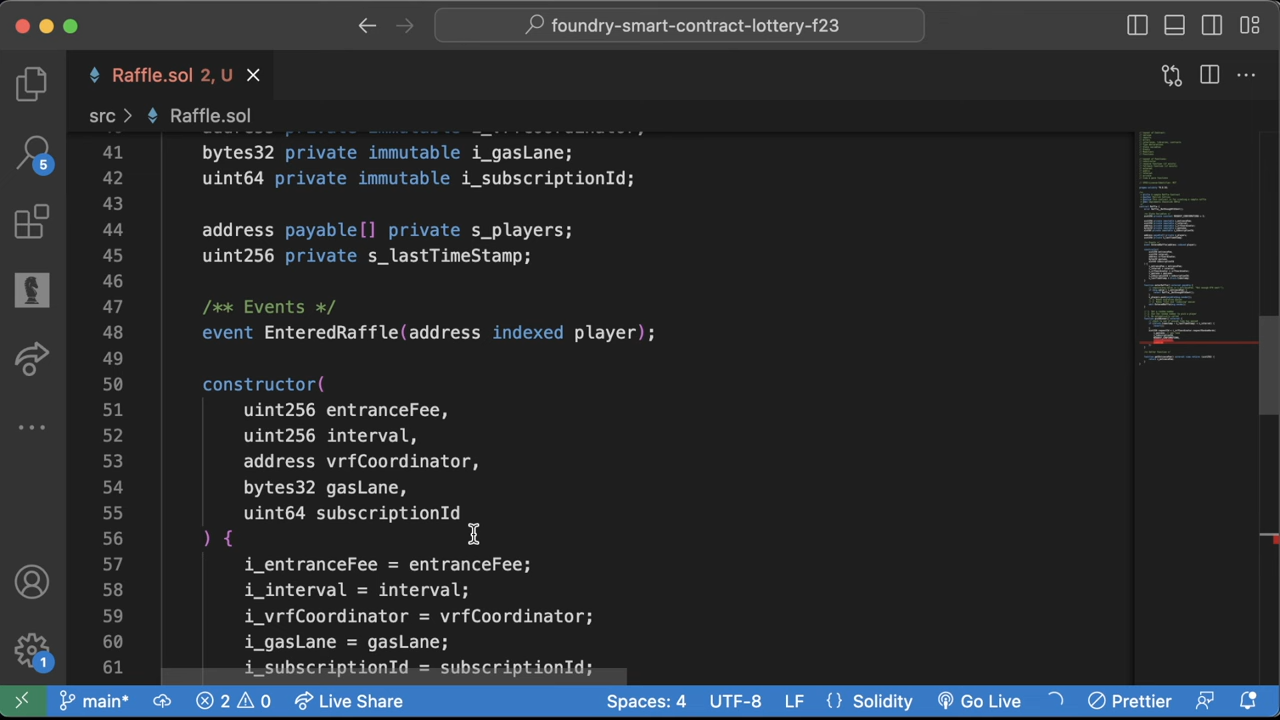 foundry-smart-contract-lottery-f23
Raffle.sol 2, U
src > Raffle.sol
41 bytes32 private immutable i_gasLane;
42 uint64 private immutable i_subscriptionId;
43
44 address payable[] private s_players;
45 uint256 private s_lastTimeStamp;
46
47 /** Events */
48 event EnteredRaffle(address indexed player);
49
50 constructor(
51 uint256 entranceFee,
52 uint256 interval,
53 address vrfCoordinator,
54 bytes32 gasLane,
55 uint64 subscriptionId
56 ) {
57 i_entranceFee = entranceFee;
58 i_interval = interval;
59 i_vrfCoordinator = vrfCoordinator;
60 i_gasLane = gasLane;
61 i_subscriptionId = subscriptionId;
5
1
main* 2 0 Live Share Spaces: 4 UTF-8 LF {} Solidity Go Live Prettier